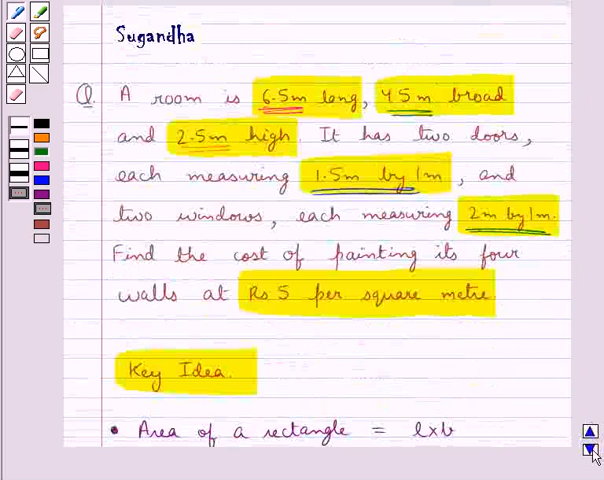 Sugandha
Q. A room is 6.5m long, 4.5m broad
and 2.5m high. It has two doors,
each measuring 1.5m by 1m, and
two windows, each measuring 2m by 1m.
Find the cost of painting its four
walls at Rs 5 per square metre.
Key Idea.
• Area of a rectangle = l×b